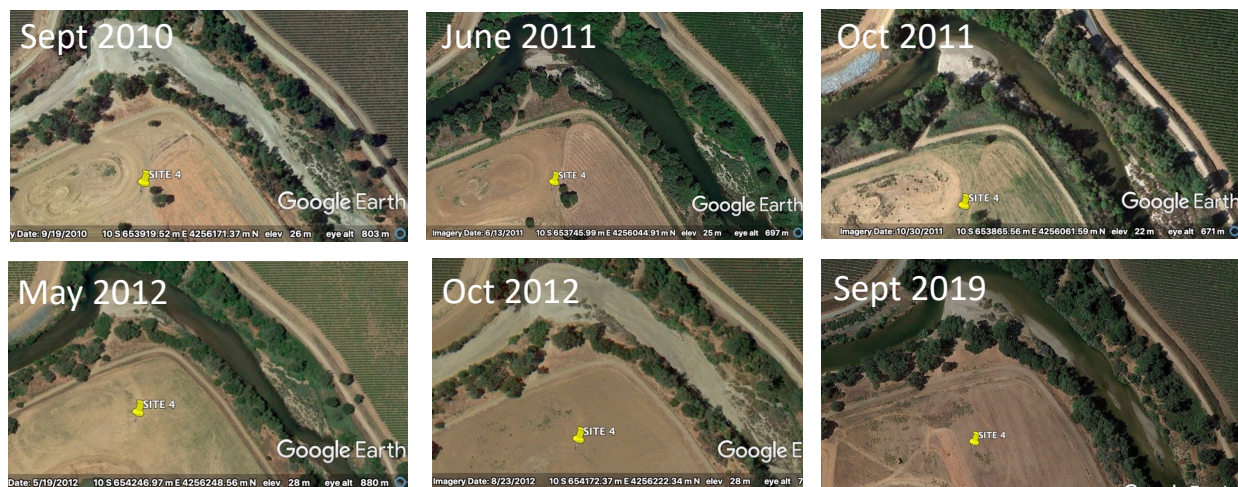 Sept 2010
SITE 4
Google Earth
y Date: 9/19/2010 10 S 653919.52 m E 4256171.37 m N elev 26 m eye alt 803 m
June 2011
SITE 4
Google Earth
Imagery Date: 6/13/2011 10 S 653745.99 m E 4256044.91 m N elev 25 m eye alt 697 m
Oct 2011
SITE 4
Google Earth
Imagery Date: 10/30/2011 10 S 653865.56 m E 4256061.59 m N elev 22 m eye alt 671 m
May 2012
SITE 4
Google Earth
Date: 5/19/2012 10 S 654246.97 m E 4256248.56 m N elev 28 m eye alt 880 m
Oct 2012
SITE 4
Google E
Imagery Date: 8/23/2012 10 S 654172.37 m E 4256222.34 m N elev 28 m eye alt 7
Sept 2019
SITE 4